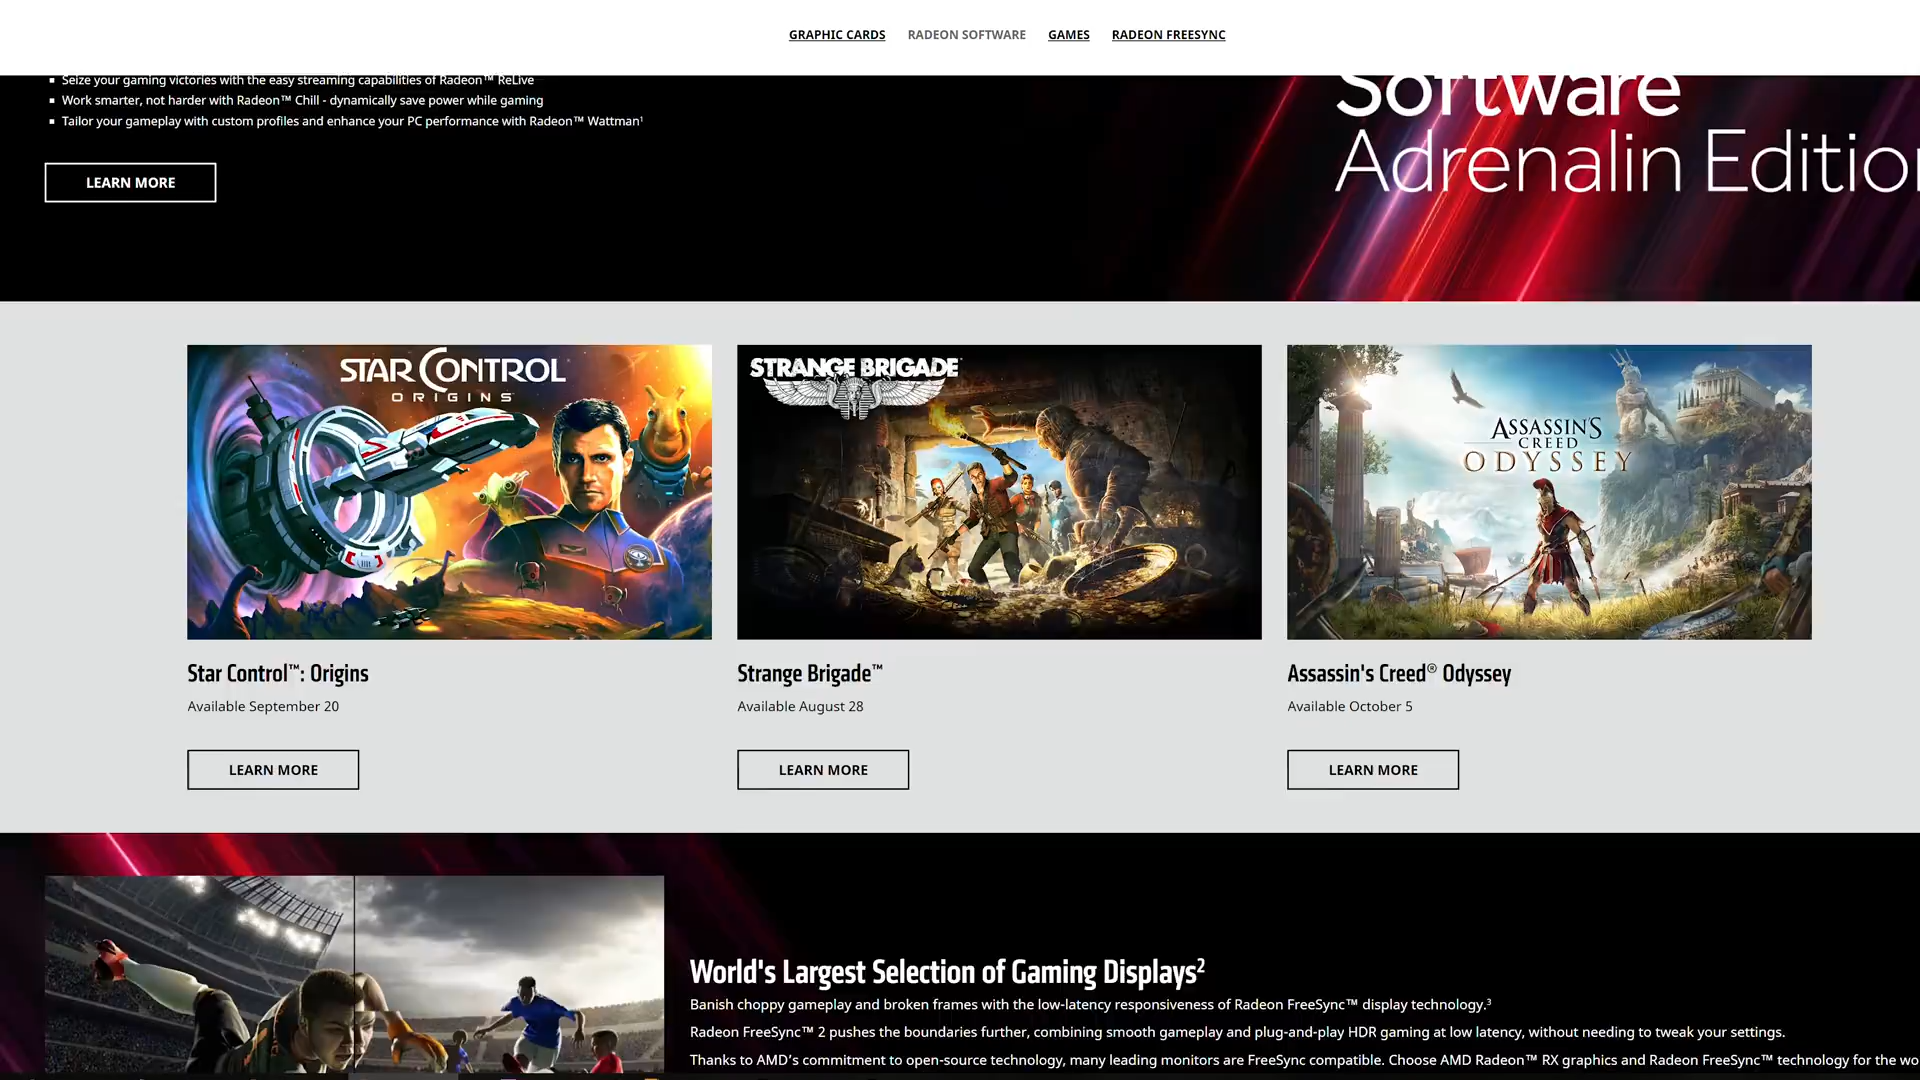 GRAPHIC CARDS RADEON SOFTWARE GAMES RADEON FREESYNC
Seize your gaming victories with the easy streaming capabilities of Radeon™ ReLive
Work smarter, not harder with Radeon™ Chill - dynamically save power while gaming
Tailor your gameplay with custom profiles and enhance your PC performance with Radeon™ Wattman¹
LEARN MORE
Software
Adrenalin Edition
STAR CONTROL
ORIGINS
STRANGE BRIGADE
ASSASSIN'S
CREED
ODYSSEY
Star Control™: Origins
Available September 20
LEARN MORE
Strange Brigade™
Available August 28
LEARN MORE
Assassin's Creed® Odyssey
Available October 5
LEARN MORE
World's Largest Selection of Gaming Displays²
Banish choppy gameplay and broken frames with the low-latency responsiveness of Radeon FreeSync™ display technology.³
Radeon FreeSync™ 2 pushes the boundaries further, combining smooth gameplay and plug-and-play HDR gaming at low latency, without needing to tweak your settings.
Thanks to AMD's commitment to open-source technology, many leading monitors are FreeSync compatible. Choose AMD Radeon™ RX graphics and Radeon FreeSync™ technology for the wo